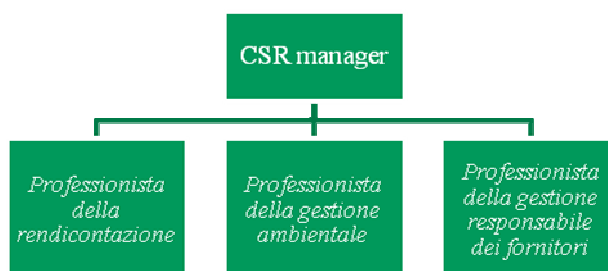 CSR manager
Professionista
della
rendicontazione
Professionista
della gestione
ambientale
Professionista
della gestione
responsabile
dei fornitori